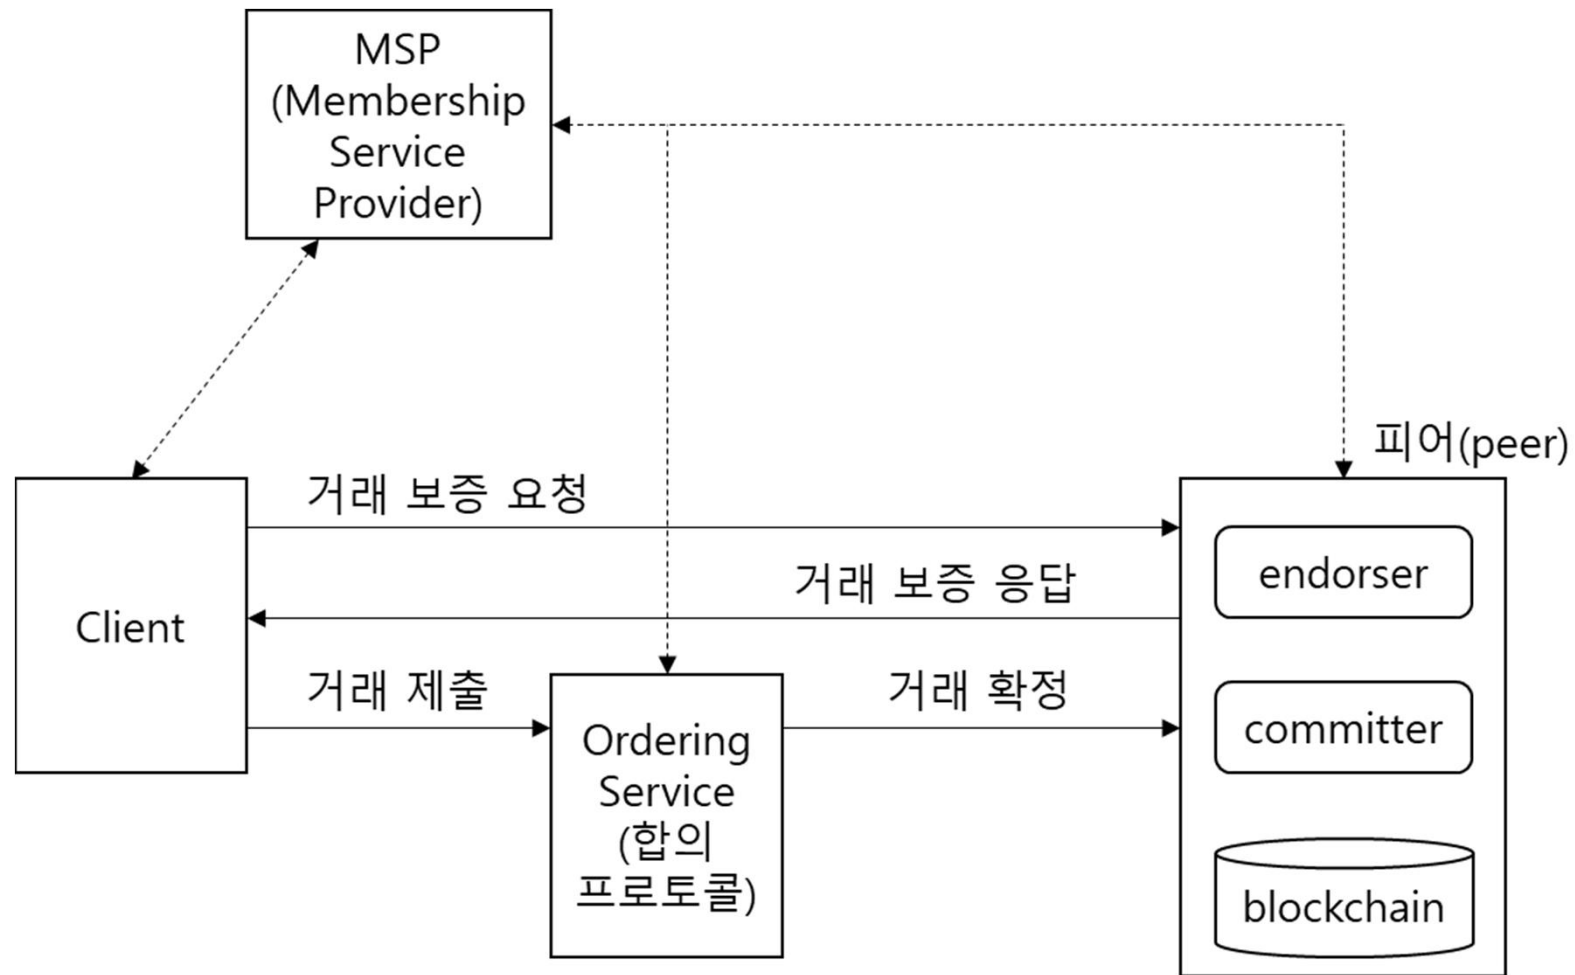 MSP
(Membership
Service
Provider)
피어(peer)
거래 보증 요청
endorser
거래 보증 응답
Client
거래 제출
거래 확정
committer
Ordering
Service
(합의
프로토콜)
blockchain